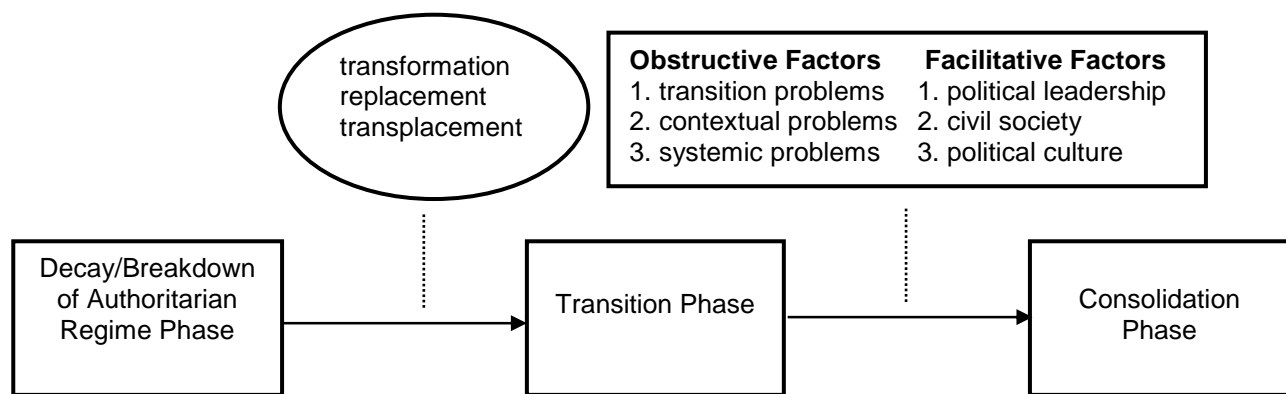 transformation
replacement
transplacement
Obstructive Factors Facilitative Factors
1. transition problems 1. political leadership
2. contextual problems 2. civil society
3. systemic problems 3. political culture
Decay/Breakdown
of Authoritarian
Regime Phase
Transition Phase
Consolidation
Phase